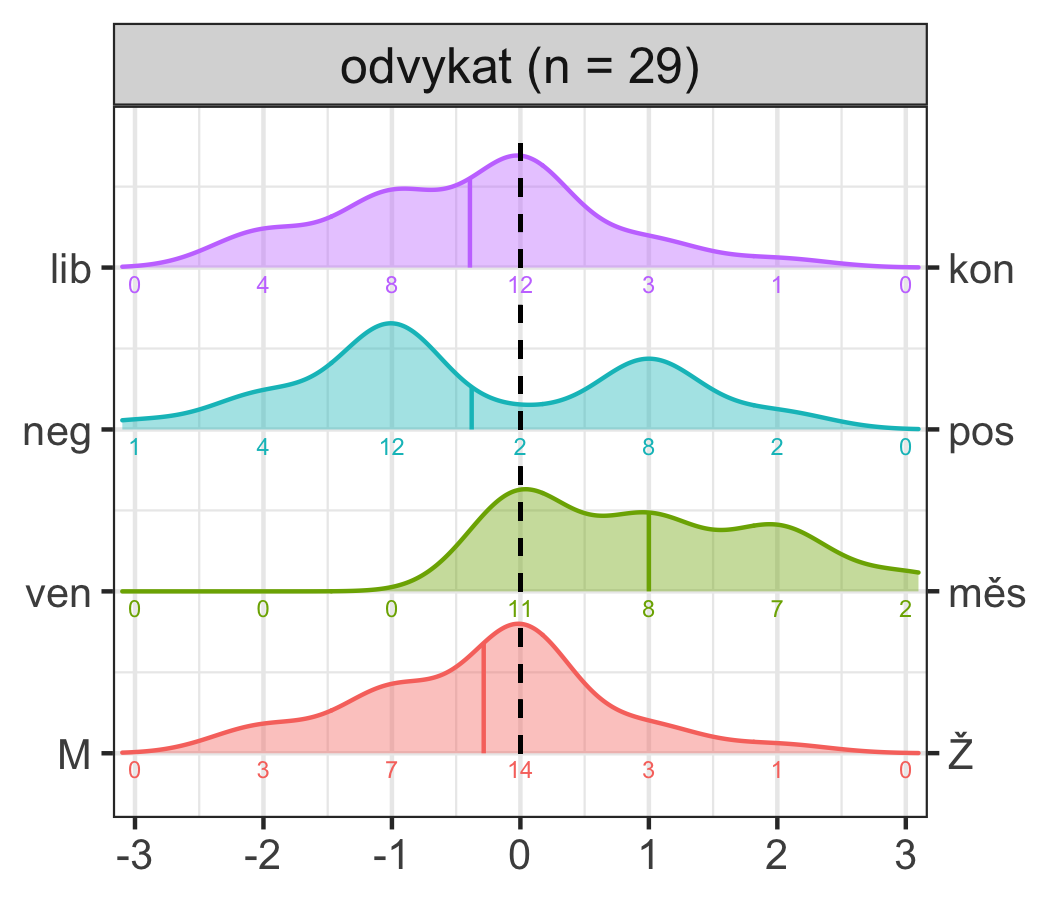 odvykat (n = 29)
lib kon
0 4 8 12 3 1 0
neg pos
1 4 12 2 8 2 0
ven měs
0 0 0 11 8 7 2
M Ž
0 3 7 14 3 1 0
-3 -2 -1 0 1 2 3